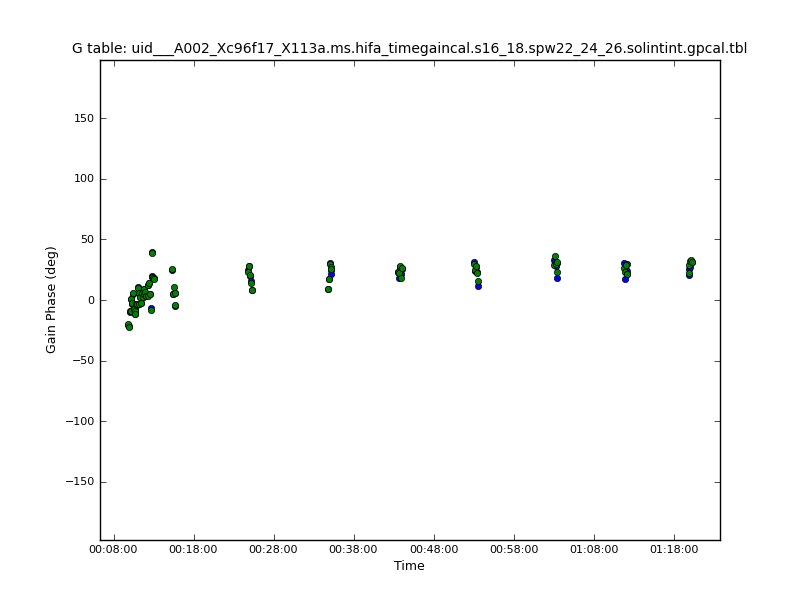 G table: uid___A002_Xc96f17_X113a.ms.hifa_timegaincal.s16_18.spw22_24_26.solintint.gpcal.tbl
150
100
50
0
−50
−100
−150
Gain Phase (deg)
00:08:00 00:18:00 00:28:00 00:38:00 00:48:00 00:58:00 01:08:00 01:18:00
Time